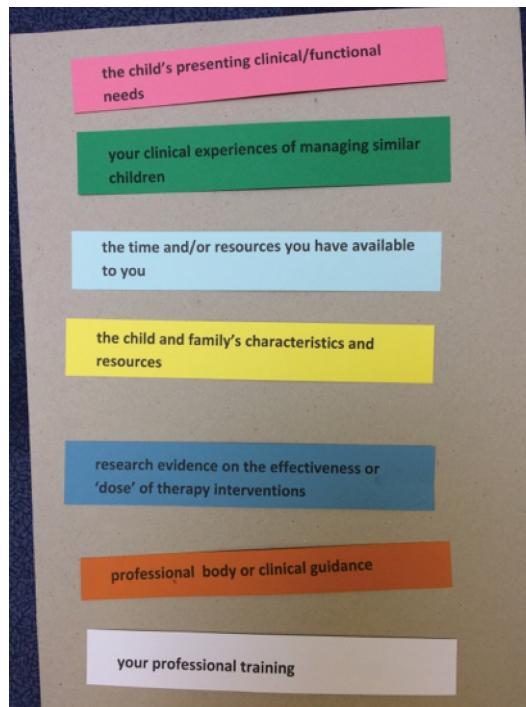 the child's presenting clinical/functional
needs
your clinical experiences of managing similar
children
the time and/or resources you have available
to you
the child and family's characteristics and
resources
research evidence on the effectiveness or
‘dose’ of therapy interventions
professional  body or clinical guidance
your professional training